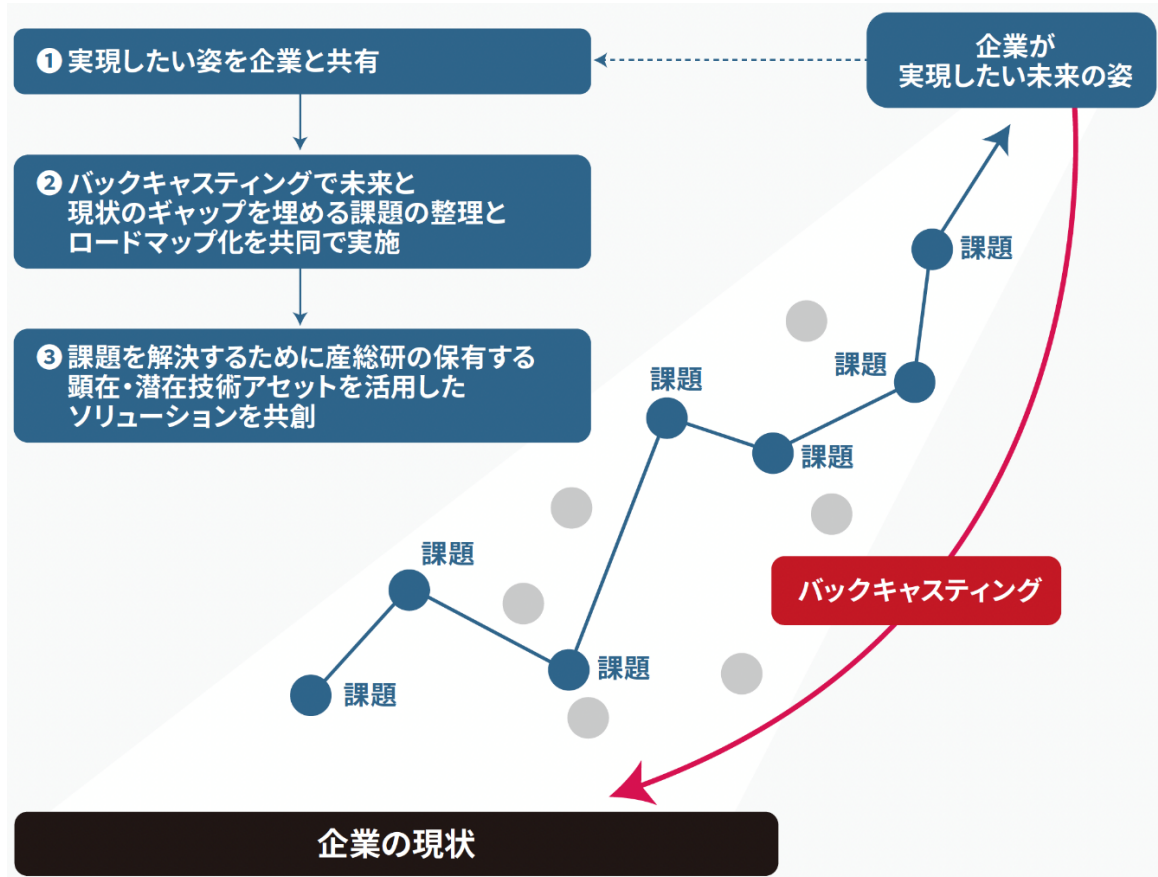 ❶ 実現したい姿を企業と共有
企業が
実現したい未来の姿
❷ バックキャスティングで未来と
現状のギャップを埋める課題の整理と
ロードマップ化を共同で実施
❸ 課題を解決するために産総研の保有する
顕在・潜在技術アセットを活用した
ソリューションを共創
課題
課題
課題
課題
課題
課題
課題
課題
バックキャスティング
企業の現状